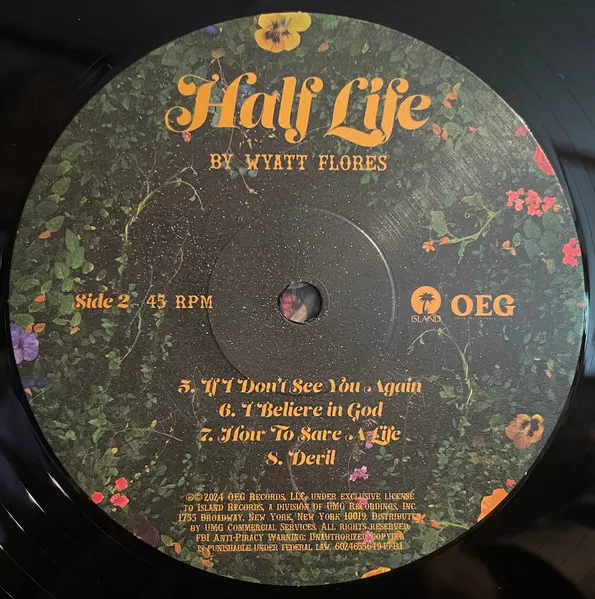 Half Life
BY WYATT FLORES
Side 2 45 RPM
ISLAND OEG
5. If I Don't See You Again
6. I Believe in God
7. How To Save A Life
8. Devil
℗©2024 OEG RECORDS, LLC, UNDER EXCLUSIVE LICENSE
TO ISLAND RECORDS, A DIVISION OF UMG RECORDINGS, INC.
1755 BROADWAY, NEW YORK, NEW YORK 10019. DISTRIBUTED
BY UMG COMMERCIAL SERVICES. ALL RIGHTS RESERVED.
FBI ANTI-PIRACY WARNING: UNAUTHORIZED COPYING
IS PUNISHABLE UNDER FEDERAL LAW.